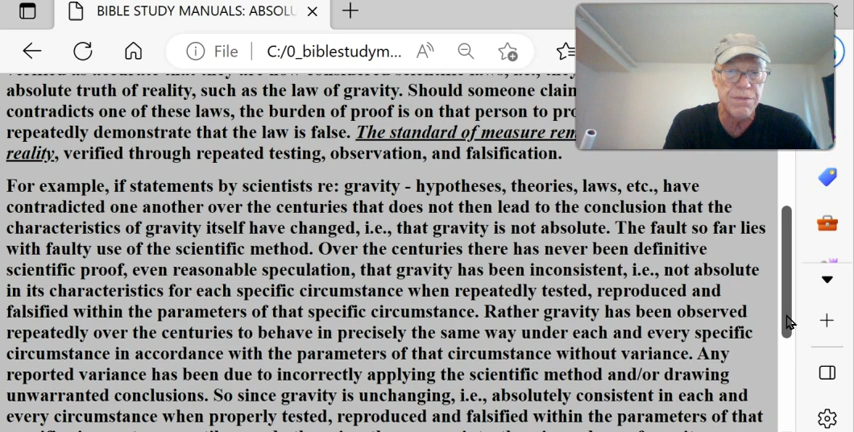 BIBLE STUDY MANUALS: ABSOLU
File C:/0_biblestudym...
absolute truth of reality, such as the law of gravity. Should someone claim
contradicts one of these laws, the burden of proof is on that person to pro
repeatedly demonstrate that the law is false. The standard of measure rem
reality, verified through repeated testing, observation, and falsification.
For example, if statements by scientists re: gravity - hypotheses, theories, laws, etc., have
contradicted one another over the centuries that does not then lead to the conclusion that the
characteristics of gravity itself have changed, i.e., that gravity is not absolute. The fault so far lies
with faulty use of the scientific method. Over the centuries there has never been definitive
scientific proof, even reasonable speculation, that gravity has been inconsistent, i.e., not absolute
in its characteristics for each specific circumstance when repeatedly tested, reproduced and
falsified within the parameters of that specific circumstance. Rather gravity has been observed
repeatedly over the centuries to behave in precisely the same way under each and every specific
circumstance in accordance with the parameters of that circumstance without variance. Any
reported variance has been due to incorrectly applying the scientific method and/or drawing
unwarranted conclusions. So since gravity is unchanging, i.e., absolutely consistent in each and
every circumstance when properly tested, reproduced and falsified within the parameters of that